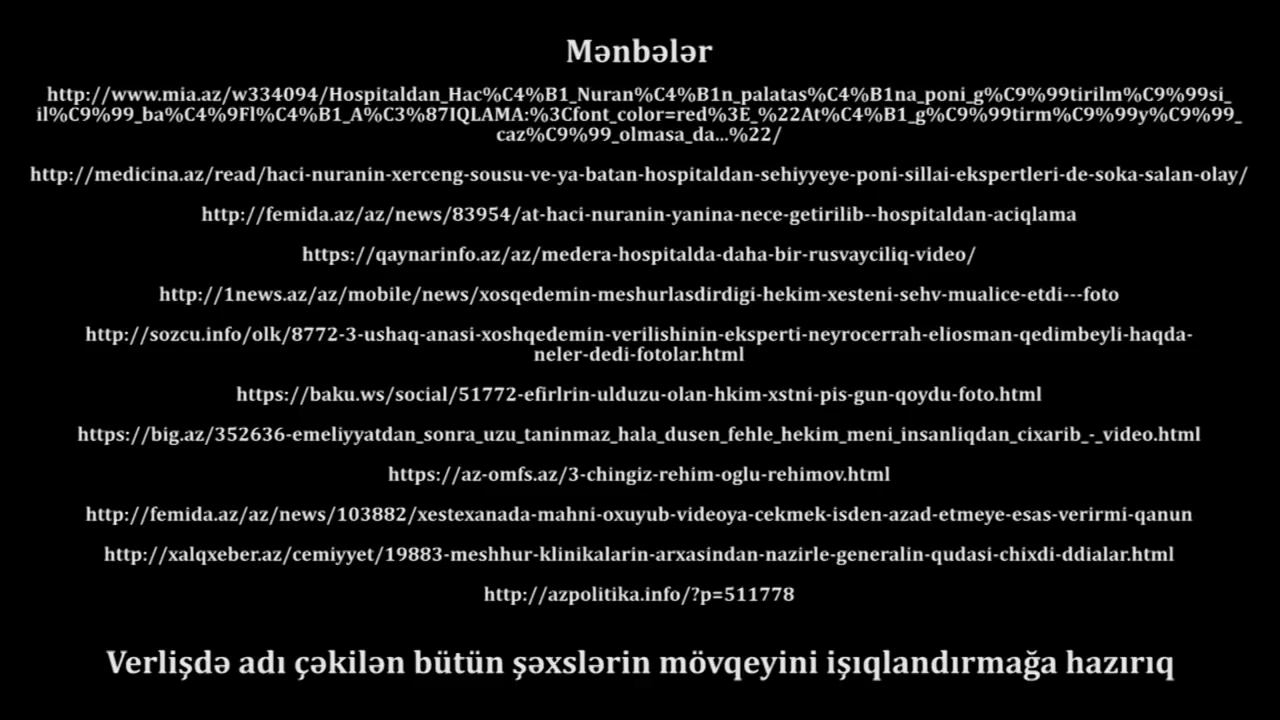 Mənbələr
http://www.mia.az/w334094/Hospitaldan_Hac%C4%B1_Nuran%C4%B1n_palatas%C4%B1na_poni_g%C9%99tirilm%C9%99si_
il%C9%99_ba%C4%9Fl%C4%B1_A%C3%87IQLAMA:%3Cfont_color=red%3E_%22At%C4%B1_g%C9%99tirm%C9%99y%C9%99_
caz%C9%99_olmasa_da...%22/
http://medicina.az/read/haci-nuranin-xerceng-sousu-ve-ya-batan-hospitaldan-sehiyyeye-poni-sillai-ekspertleri-de-soka-salan-olay/
http://femida.az/az/news/83954/at-haci-nuranin-yanina-nece-getirilib--hospitaldan-aciqlama
https://qaynarinfo.az/az/medera-hospitalda-daha-bir-rusvayciliq-video/
http://1news.az/az/mobile/news/xosqedemin-meshurlasdirdigi-hekim-xesteni-sehv-mualice-etdi---foto
http://sozcu.info/olk/8772-3-ushaq-anasi-xoshqedemin-verilishinin-eksperti-neyrocerrah-eliosman-qedimbeyli-haqda-
neler-dedi-fotolar.html
https://baku.ws/social/51772-efirlrin-ulduzu-olan-hkim-xstni-pis-gun-qoydu-foto.html
https://big.az/352636-emeliyyatdan_sonra_uzu_taninmaz_hala_dusen_fehle_hekim_meni_insanliqdan_cixarib_-_video.html
https://az-omfs.az/3-chingiz-rehim-oglu-rehimov.html
http://femida.az/az/news/103882/xestexanada-mahni-oxuyub-videoya-cekmek-isden-azad-etmeye-esas-verirmi-qanun
http://xalqxeber.az/cemiyyet/19883-meshhur-klinikalarin-arxasindan-nazirle-generalin-qudasi-chixdi-ddialar.html
http://azpolitika.info/?p=511778
Verlişdə adı çəkilən bütün şəxslərin mövqeyini işıqlandırmağa hazırıq